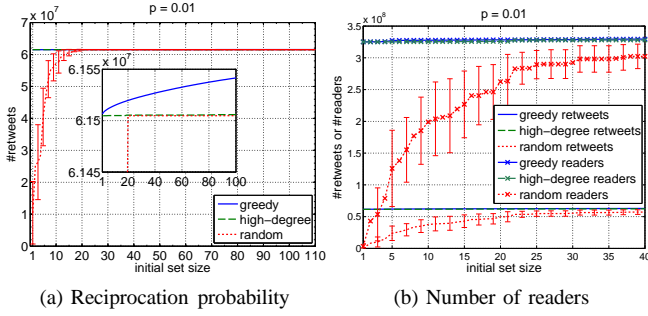 p = 0.01
x 10^7
7
6
5
4
3
2
1
0
#retweets
1 10 20 30 40 50 60 70 80 90 100 110
initial set size
6.155 x 10^7
6.15
6.145
1 20 40 60 80 100
greedy
high−degree
random
(a) Reciprocation probability
p = 0.01
x 10^8
3.5
3
2.5
2
1.5
1
0.5
0
#retweets or #readers
1 5 10 15 20 25 30 35 40
initial set size
greedy retweets
high−degree retweets
random retweets
greedy readers
high−degree readers
random readers
(b) Number of readers